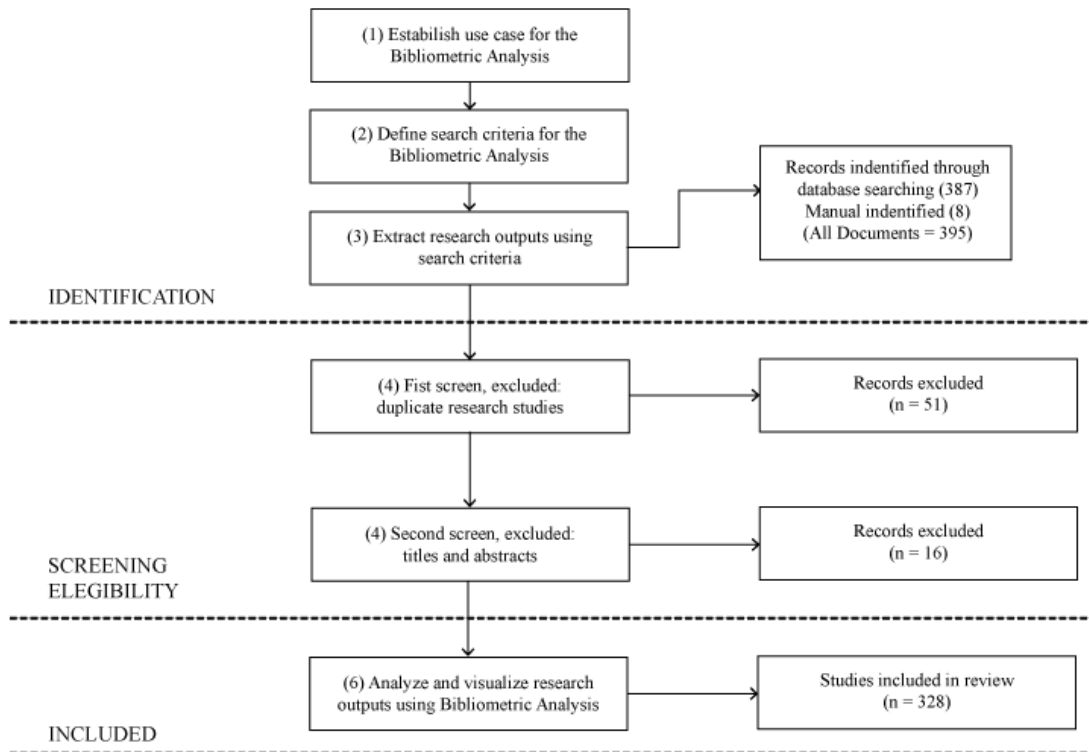 (1) Estabilish use case for the
Bibliometric Analysis
(2) Define search criteria for the
Bibliometric Analysis
Records indentified through
database searching (387)
Manual indentified (8)
(All Documents = 395)
(3) Extract research outputs using
search criteria
IDENTIFICATION
(4) Fist screen, excluded:
duplicate research studies
Records excluded
(n = 51)
(4) Second screen, excluded:
titles and abstracts
Records excluded
(n = 16)
SCREENING
ELEGIBILITY
(6) Analyze and visualize research
outputs using Bibliometric Analysis
Studies included in review
(n = 328)
INCLUDED